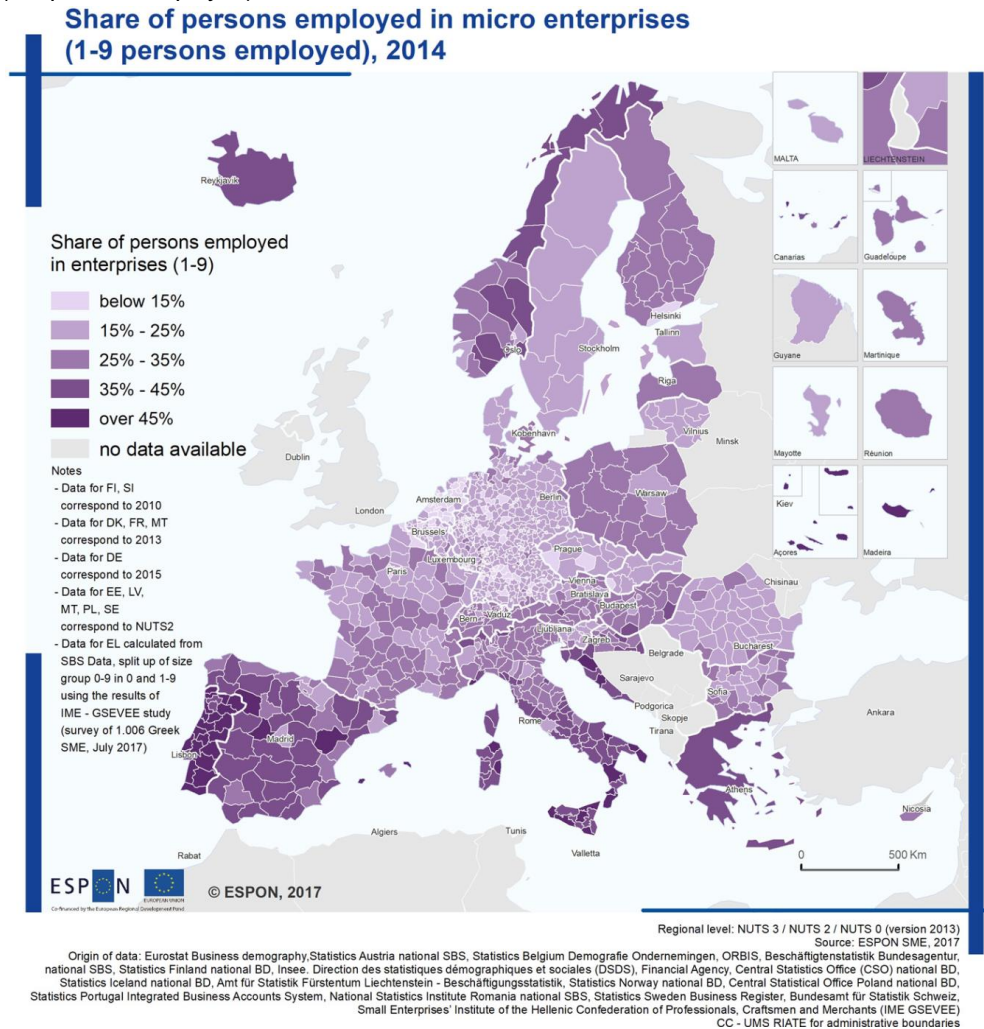 Share of persons employed in micro enterprises
(1-9 persons employed), 2014
MALTA
LIECHTENSTEIN
Reykjavik
Canarias
Guadeloupe
Share of persons employed
in enterprises (1-9)
below 15%
15% - 25%
25% - 35%
35% - 45%
over 45%
no data available
Helsinki
Tallinn
Oslo
Stockholm
Guyane
Martinique
Riga
Kobenhavn
Vilnius
Minsk
Mayotte
Réunion
Dublin
Notes
- Data for FI, SI
correspond to 2010
- Data for DK, FR, MT
correspond to 2013
- Data for DE
correspond to 2015
- Data for EE, LV,
MT, PL, SE
correspond to NUTS2
- Data for EL calculated from
SBS Data, split up of size
group 0-9 in 0 and 1-9
using the results of
IME - GSEVEE study
(survey of 1.006 Greek
SME, July 2017)
Amsterdam
Berlin
Warsaw
London
Kiev
Brussels
Açores
Madeira
Luxembourg
Prague
Paris
Chisinau
Vienna
Bratislava
Budapest
Bern
Vaduz
Ljubljana
Zagreb
Belgrade
Bucharest
Sarajevo
Sofia
Podgorica
Skopje
Tirana
Ankara
Rome
Madrid
Lisbon
Athens
Nicosia
Algiers
Tunis
Valletta
Rabat
0 500 Km
ESPON
EUROPEAN UNION
Co-financed by the European Regional Development Fund
© ESPON, 2017
Regional level: NUTS 3 / NUTS 2 / NUTS 0 (version 2013)
Source: ESPON SME, 2017
Origin of data: Eurostat Business demography,Statistics Austria national SBS, Statistics Belgium Demografie Ondernemingen, ORBIS, Beschäftigtenstatistik Bundesagentur,
national SBS, Statistics Finland national BD, Insee. Direction des statistiques démographiques et sociales (DSDS), Financial Agency, Central Statistics Office (CSO) national BD,
Statistics Iceland national BD, Amt für Statistik Fürstentum Liechtenstein - Beschäftigungsstatistik, Statistics Norway national BD, Central Statistical Office Poland national BD,
Statistics Portugal Integrated Business Accounts System, National Statistics Institute Romania national SBS, Statistics Sweden Business Register, Bundesamt für Statistik Schweiz,
Small Enterprises' Institute of the Hellenic Confederation of Professionals, Craftsmen and Merchants (IME GSEVEE)
CC - UMS RIATE for administrative boundaries